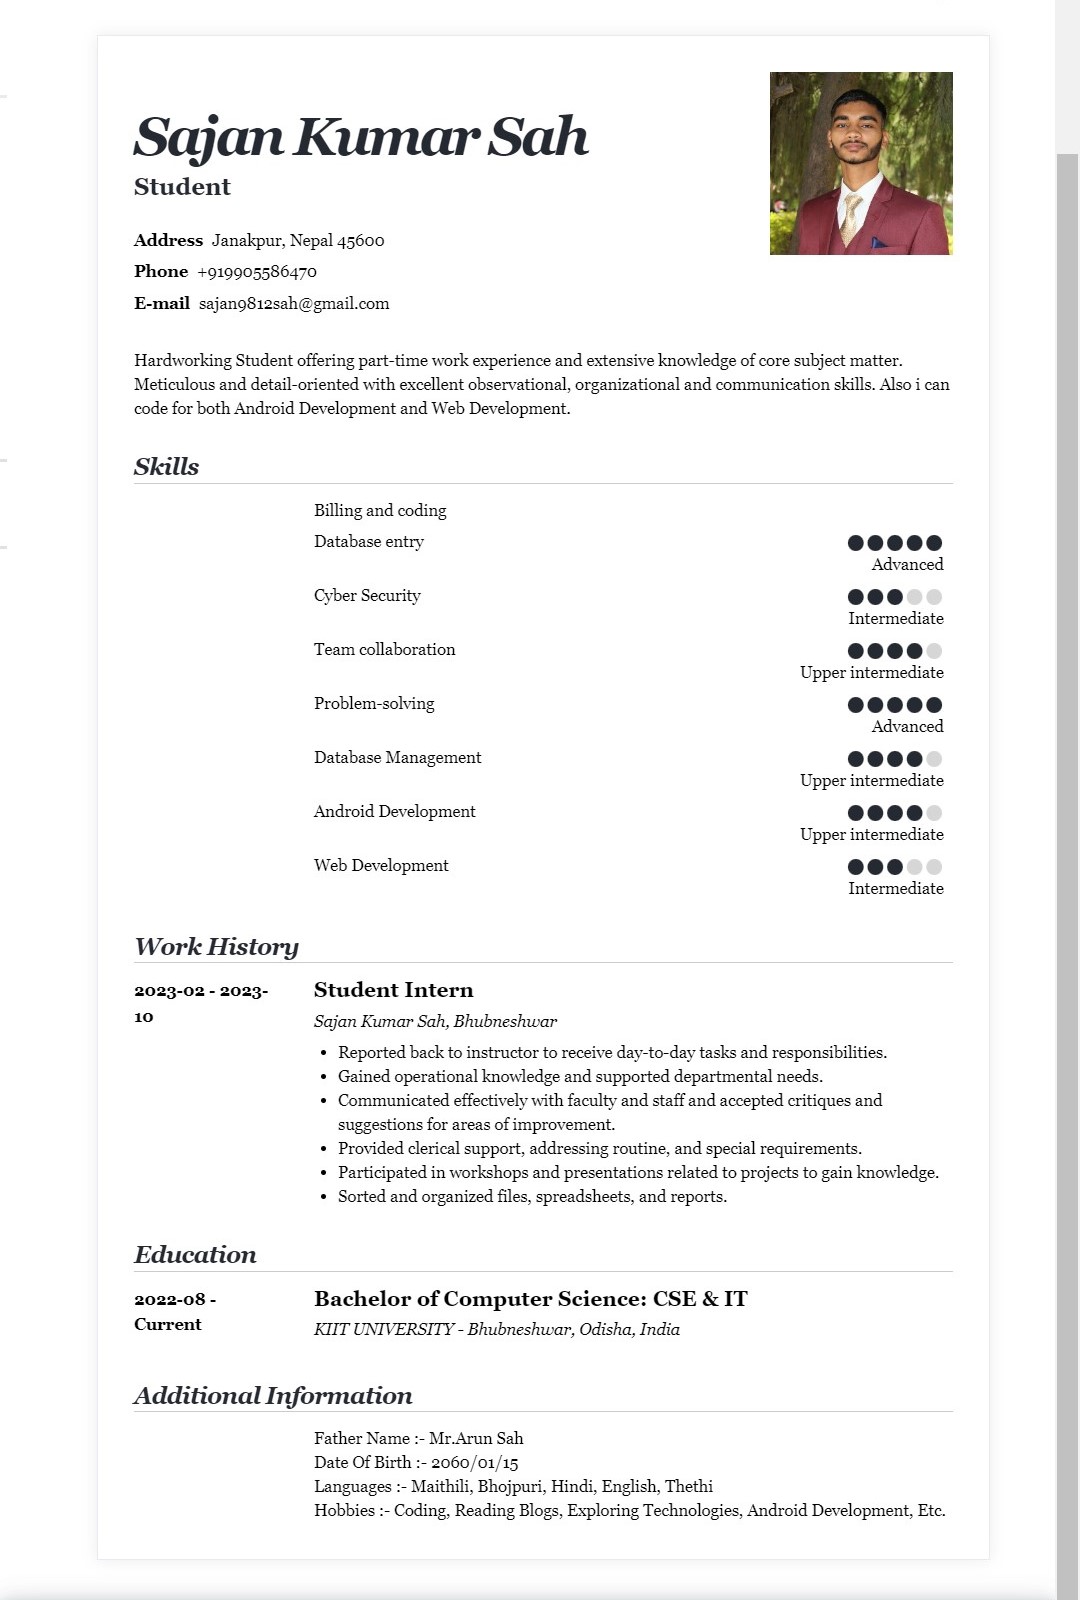 Sajan Kumar Sah
Student
Address Janakpur, Nepal 45600
Phone +919905586470
E-mail sajan9812sah@gmail.com
Hardworking Student offering part-time work experience and extensive knowledge of core subject matter.
Meticulous and detail-oriented with excellent observational, organizational and communication skills. Also i can
code for both Android Development and Web Development.
Skills
Billing and coding
Database entry
Advanced
Cyber Security
Intermediate
Team collaboration
Upper intermediate
Problem-solving
Advanced
Database Management
Upper intermediate
Android Development
Upper intermediate
Web Development
Intermediate
Work History
2023-02 - 2023-
10
Student Intern
Sajan Kumar Sah, Bhubneshwar
• Reported back to instructor to receive day-to-day tasks and responsibilities.
• Gained operational knowledge and supported departmental needs.
• Communicated effectively with faculty and staff and accepted critiques and
suggestions for areas of improvement.
• Provided clerical support, addressing routine, and special requirements.
• Participated in workshops and presentations related to projects to gain knowledge.
• Sorted and organized files, spreadsheets, and reports.
Education
2022-08 -
Current
Bachelor of Computer Science: CSE & IT
KIIT UNIVERSITY - Bhubneshwar, Odisha, India
Additional Information
Father Name :- Mr.Arun Sah
Date Of Birth :- 2060/01/15
Languages :- Maithili, Bhojpuri, Hindi, English, Thethi
Hobbies :- Coding, Reading Blogs, Exploring Technologies, Android Development, Etc.